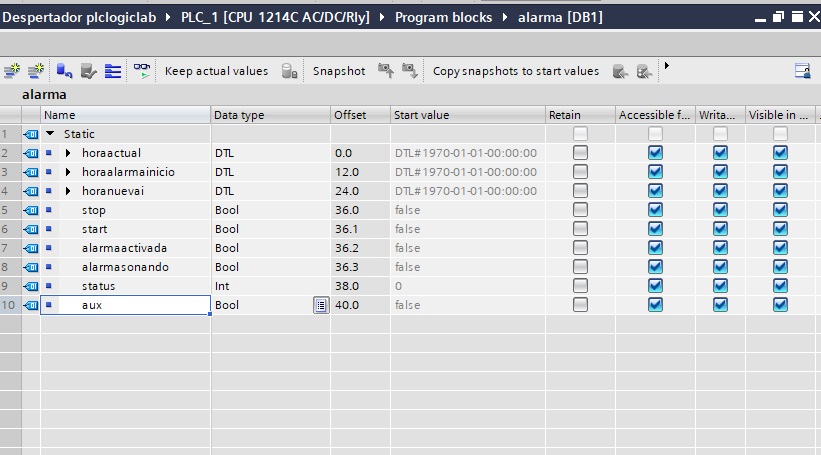 Despertador plclogiclab PLC_1 [CPU 1214C AC/DC/Rly] Program blocks alarma [DB1]
Keep actual values Snapshot Copy snapshots to start values
alarma
Name Data type Offset Start value Retain Accessible f... Writa... Visible in ...
1 Static
2 horaactual DTL 0.0 DTL#1970-01-01-00:00:00
3 horaalarmainicio DTL 12.0 DTL#1970-01-01-00:00:00
4 horanuevai DTL 24.0 DTL#1970-01-01-00:00:00
5 stop Bool 36.0 false
6 start Bool 36.1 false
7 alarmaactivada Bool 36.2 false
8 alarmasonando Bool 36.3 false
9 status Int 38.0 0
10 aux Bool 40.0 false